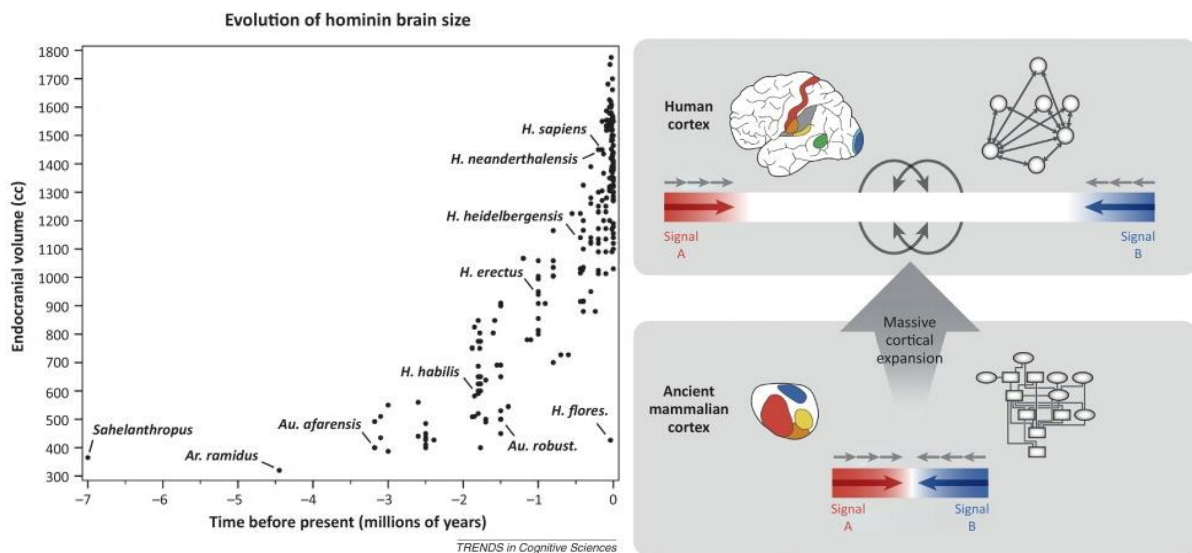 Evolution of hominin brain size
Endocranial volume (cc)
1800
1700
1600
1500
1400
1300
1200
1100
1000
900
800
700
600
500
400
300
H. sapiens
H. neanderthalensis
H. heidelbergensis
H. erectus
H. habilis
H. flores.
Au. afarensis
Au. robust.
Sahelanthropus
Ar. ramidus
–7
–6
–5
–4
–3
–2
–1
0
Time before present (millions of years)
TRENDS in Cognitive Sciences
Human
cortex
Signal
A
Signal
B
Massive
cortical
expansion
Ancient
mammalian
cortex
Signal
A
Signal
B